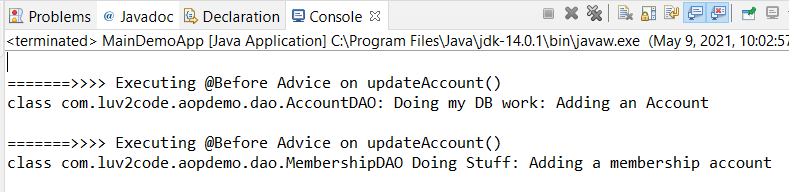 Problems @ Javadoc Declaration Console
<terminated> MainDemoApp [Java Application] C:\Program Files\Java\jdk-14.0.1\bin\javaw.exe (May 9, 2021, 10:02:57
=======>>>> Executing @Before Advice on updateAccount()
class com.luv2code.aopdemo.dao.AccountDAO: Doing my DB work: Adding an Account
=======>>>> Executing @Before Advice on updateAccount()
class com.luv2code.aopdemo.dao.MembershipDAO Doing Stuff: Adding a membership account